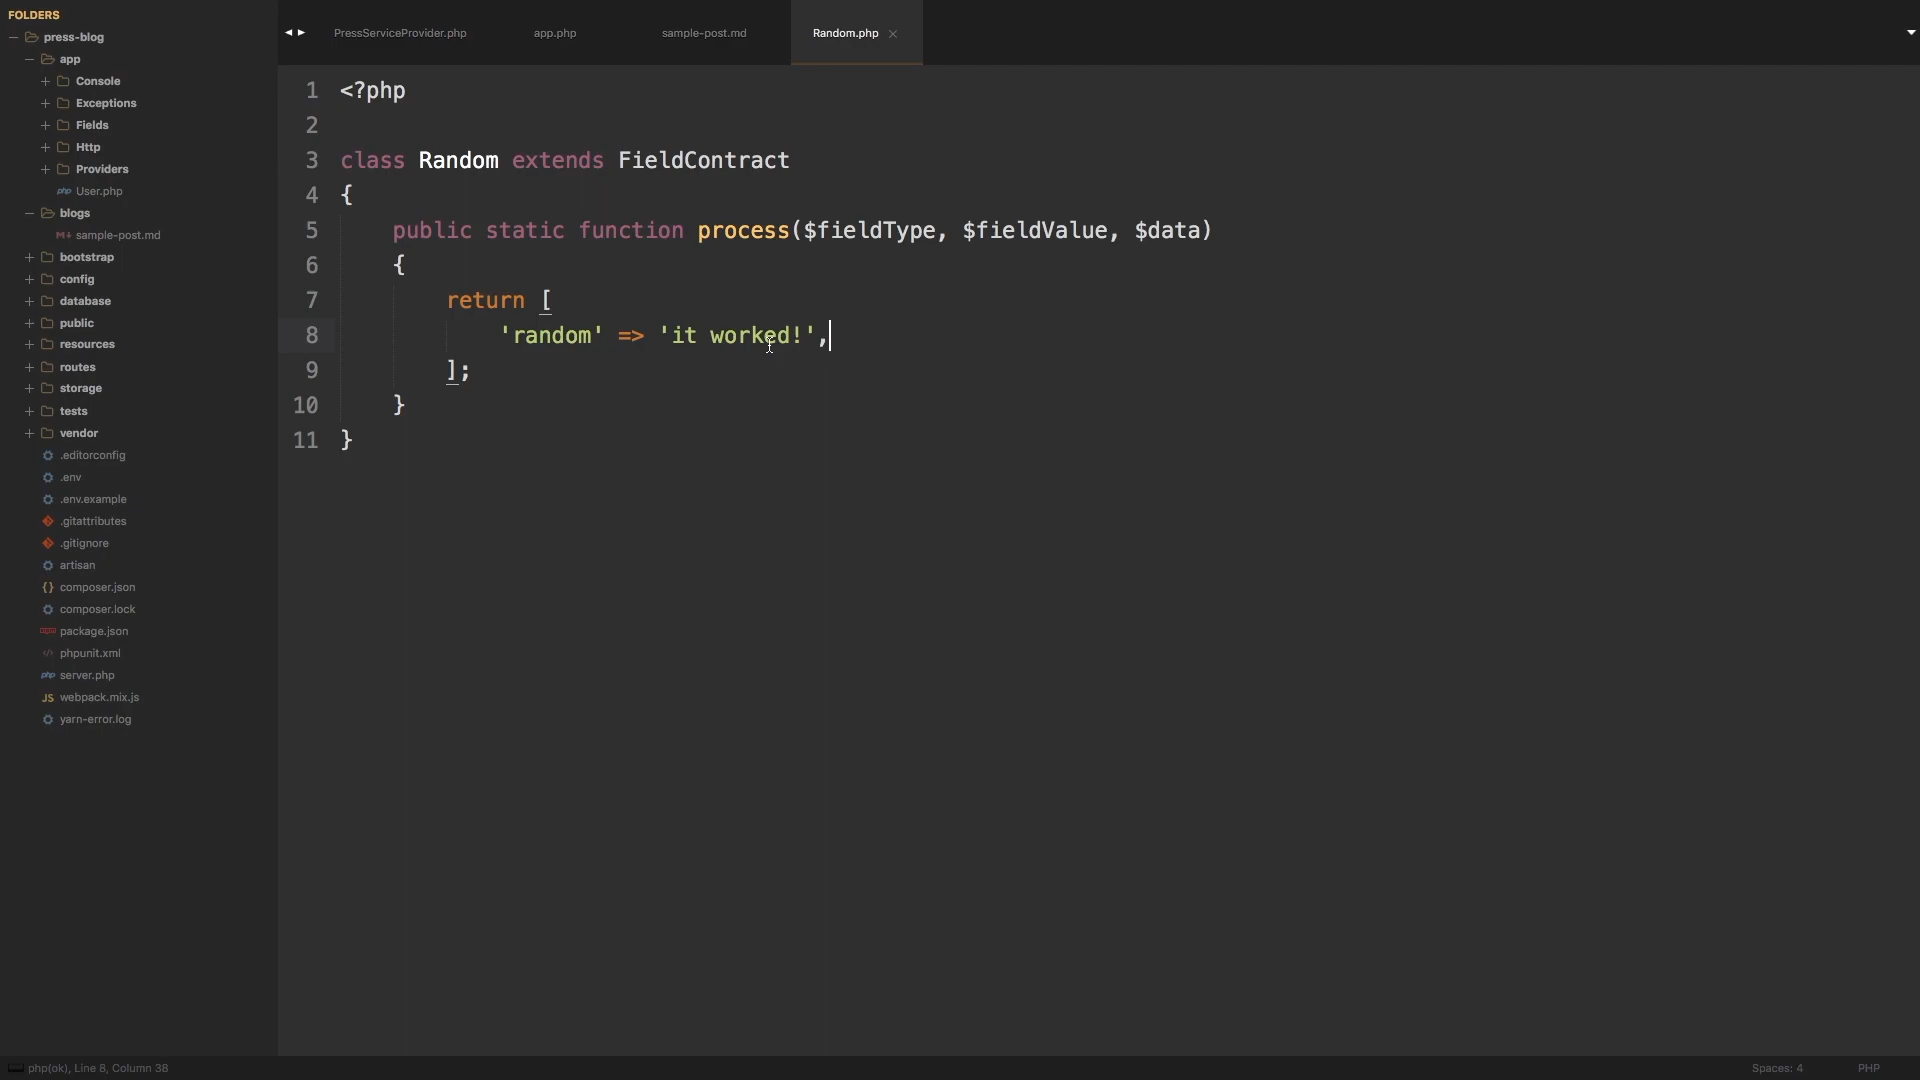 FOLDERS
press-blog
app
Console
Exceptions
Fields
Http
Providers
php User.php
blogs
M↓ sample-post.md
bootstrap
config
database
public
resources
routes
storage
tests
vendor
.editorconfig
.env
.env.example
.gitattributes
.gitignore
artisan
{} composer.json
composer.lock
package.json
</> phpunit.xml
php server.php
JS webpack.mix.js
yarn-error.log
PressServiceProvider.php app.php sample-post.md Random.php
1 <?php
2
3 class Random extends FieldContract
4 {
5 public static function process($fieldType, $fieldValue, $data)
6 {
7 return [
8 'random' => 'it worked!',
9 ];
10 }
11 }
php(ok), Line 8, Column 38 Spaces: 4 PHP